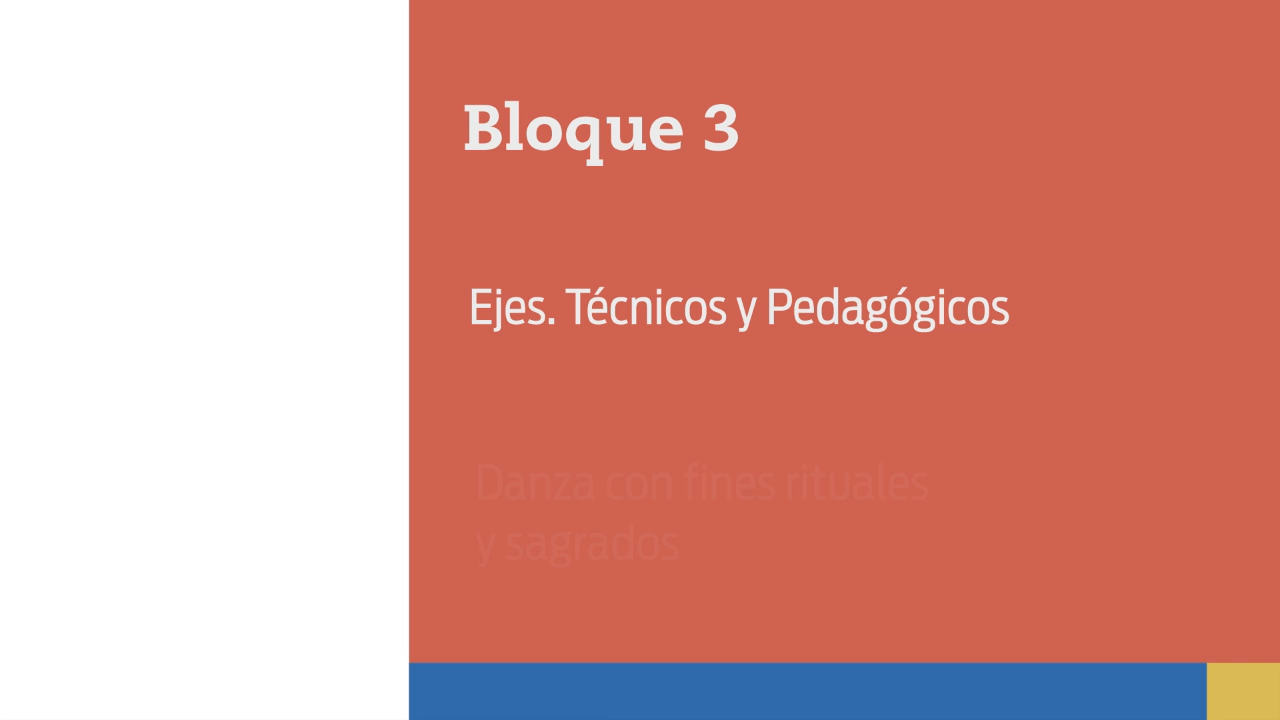 Bloque 3
Ejes. Técnicos y Pedagógicos
Danza con fines rituales
y sagrados